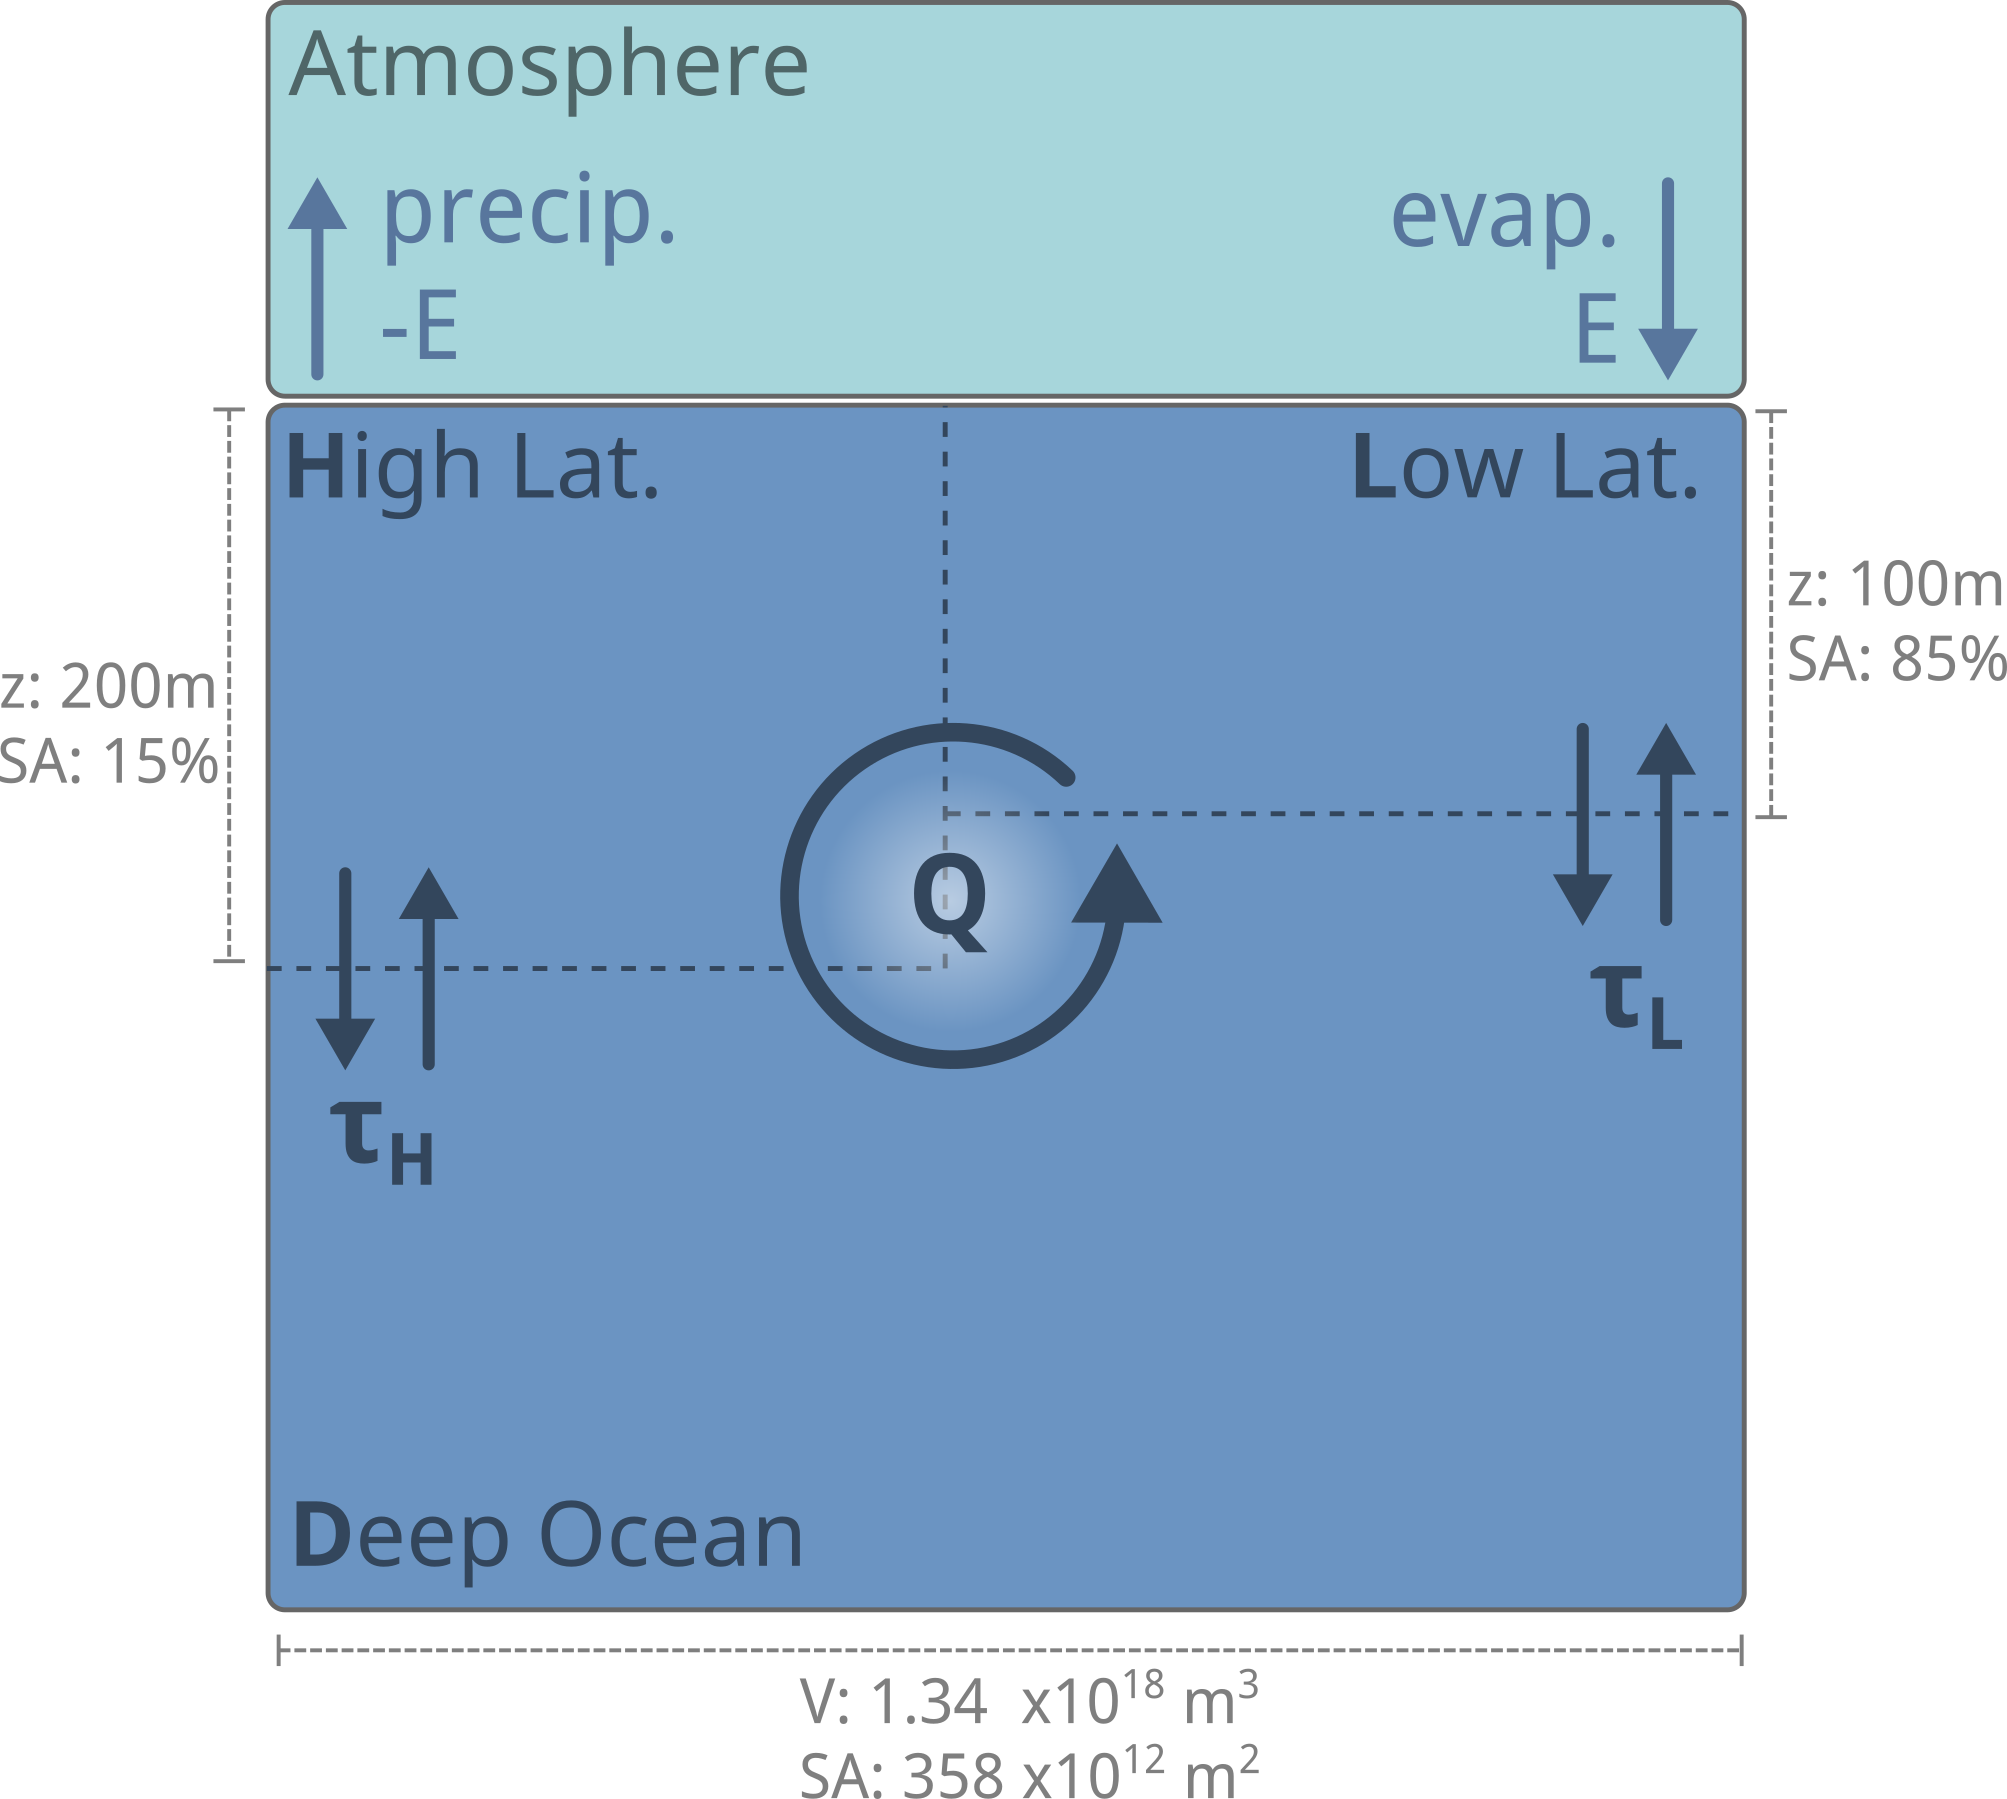 Atmosphere
precip.
-E
evap.
E
High Lat.
Low Lat.
z: 100m
SA: 85%
z: 200m
SA: 15%
Q
τL
τH
Deep Ocean
V: 1.34 x10¹⁸ m³
SA: 358 x10¹² m²